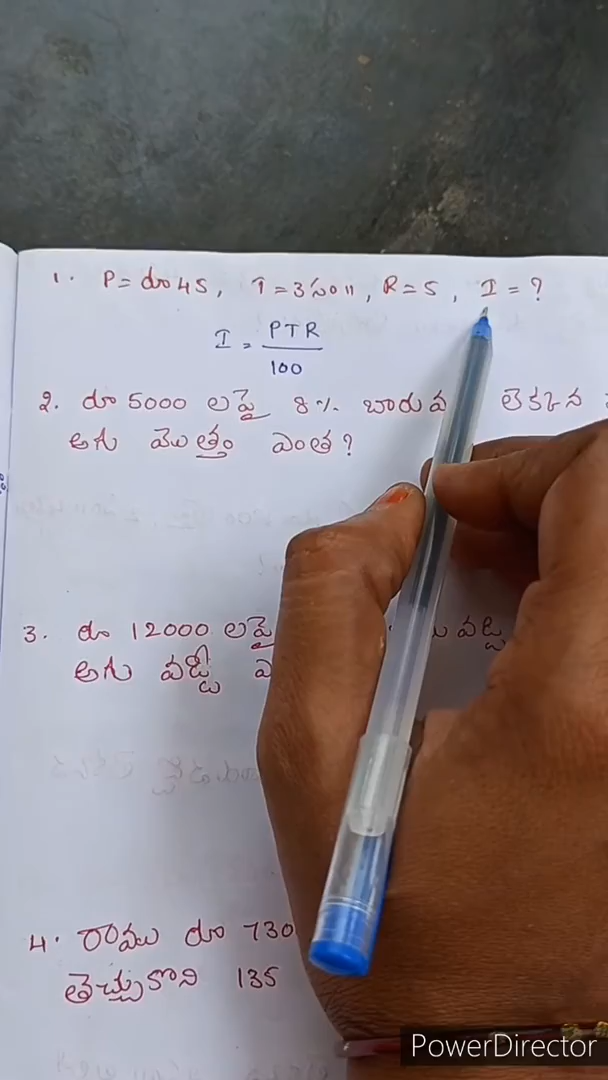 1. P = రూ 45, T = 3 సం॥, R = 5, I = ?
I = PTR / 100
2. రూ 5000 లపై 8% బారువ లెక్కన
అగు మొత్తం ఎంత?
3. రూ 12000 లపై వడ్డీ
అగు వడ్డీ
4. రాము రూ 730
తెచ్చుకొని 135
PowerDirector